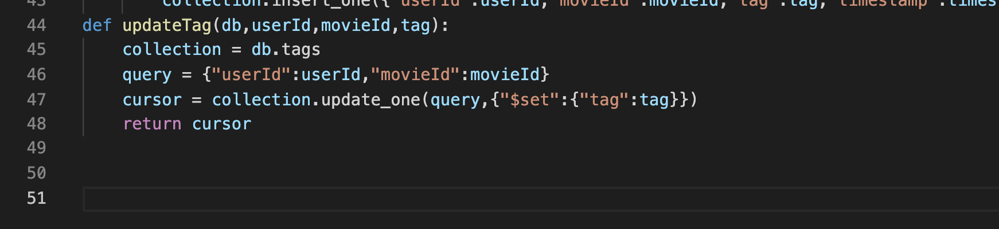 43 collection.insert_one({"userId":userId,"movieId":movieId,"tag":tag,"timestamp":times
44 def updateTag(db,userId,movieId,tag):
45 collection = db.tags
46 query = {"userId":userId,"movieId":movieId}
47 cursor = collection.update_one(query,{"$set":{"tag":tag}})
48 return cursor
49
50
51